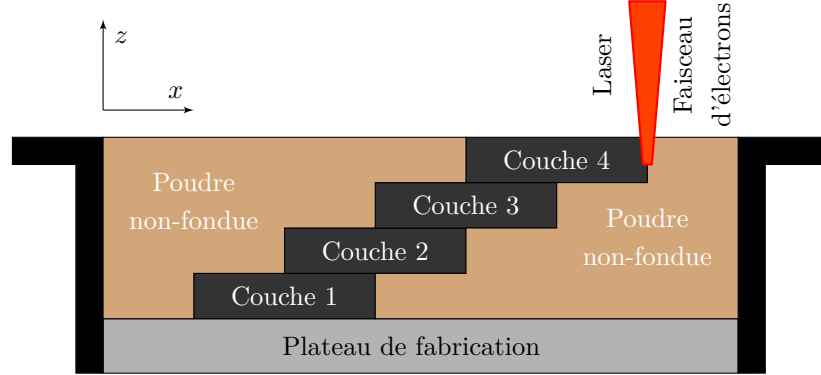 z
x
Laser
Faisceau
d'électrons
Couche 4
Poudre
non-fondue
Couche 3
Poudre
non-fondue
Couche 2
Couche 1
Plateau de fabrication